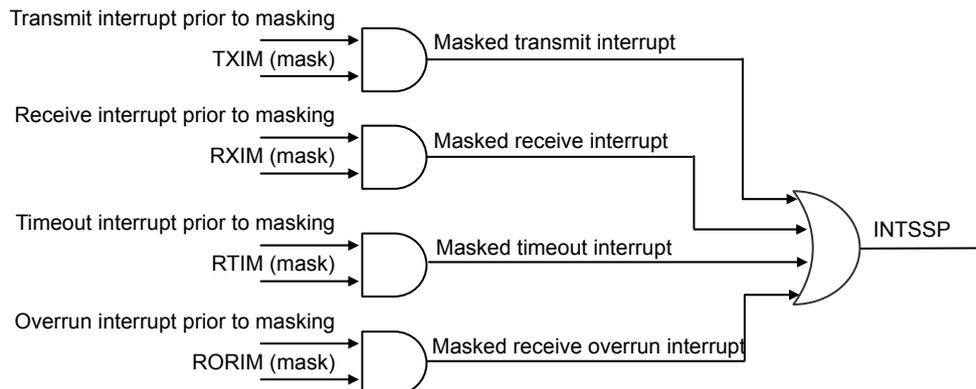 Transmit interrupt prior to masking
TXIM (mask)
Masked transmit interrupt
Receive interrupt prior to masking
RXIM (mask)
Masked receive interrupt
Timeout interrupt prior to masking
RTIM (mask)
Masked timeout interrupt
INTSSP
Overrun interrupt prior to masking
RORIM (mask)
Masked receive overrun interrupt